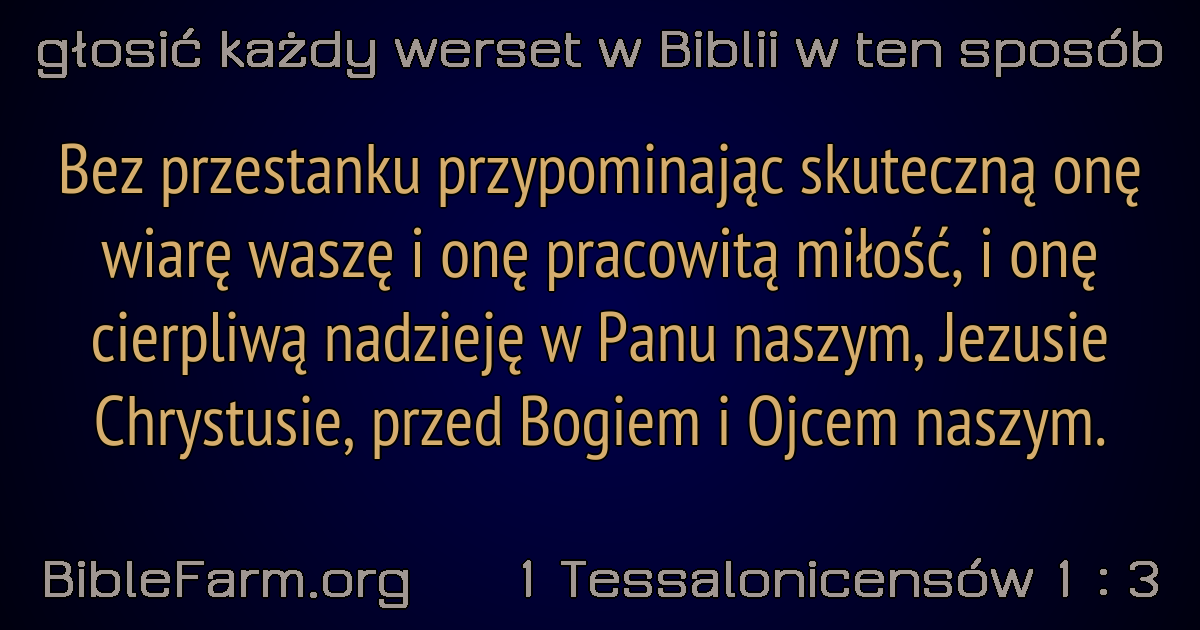 głosić każdy werset w Biblii w ten sposób
Bez przestanku przypominając skuteczną onę
wiarę waszę i onę pracowitą miłość, i onę
cierpliwą nadzieję w Panu naszym, Jezusie
Chrystusie, przed Bogiem i Ojcem naszym.
BibleFarm.org 1 Tessalonicensów 1 : 3